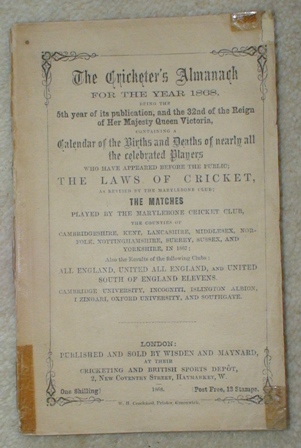 The Cricketer's Almanack
FOR THE YEAR 1868,
BEING THE
5th year of its publication, and the 32nd of the Reign
of Her Majesty Queen Victoria,
CONTAINING A
Calendar of the Births and Deaths of nearly all
the celebrated Players
WHO HAVE APPEARED BEFORE THE PUBLIC;
THE LAWS OF CRICKET,
AS REVISED BY THE MARYLEBONE CLUB;
THE MATCHES
PLAYED BY THE MARYLEBONE CRICKET CLUB,
THE COUNTIES OF
CAMBRIDGESHIRE, KENT, LANCASHIRE, MIDDLESEX, NOR-
FOLK, NOTTINGHAMSHIRE, SURREY, SUSSEX, AND
YORKSHIRE, IN 1867;
Also the Results of the following Clubs:
ALL ENGLAND, UNITED ALL ENGLAND, AND UNITED
SOUTH OF ENGLAND ELEVENS.
CAMBRIDGE UNIVERSITY, INCOGNITI, ISLINGTON ALBION,
I ZINGARI, OXFORD UNIVERSITY, AND SOUTHGATE.
LONDON:
PUBLISHED AND SOLD BY WISDEN AND MAYNARD,
AT THEIR
CRICKETING AND BRITISH SPORTS DEPÔT,
2, NEW COVENTRY STREET, HAYMARKET, W.
One Shilling) 1868. (Post Free, 13 Stamps.
W. H. Crockford, Printer, Greenwich.